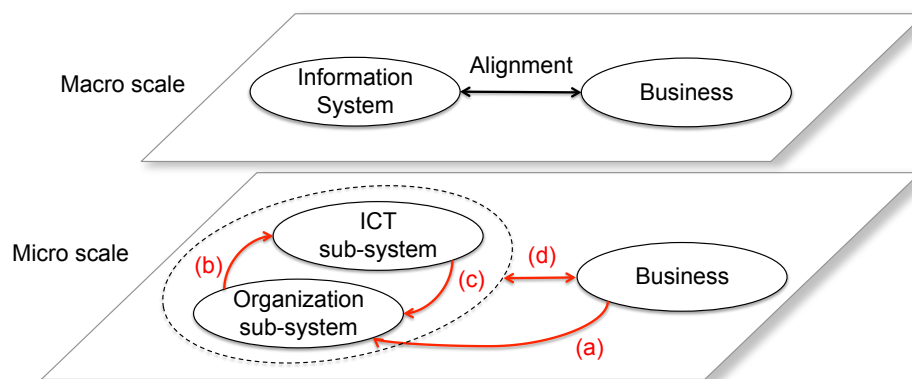 Macro scale
Information
System
Alignment
Business
Micro scale
ICT
sub-system
(b)
(c)
(d)
Business
Organization
sub-system
(a)